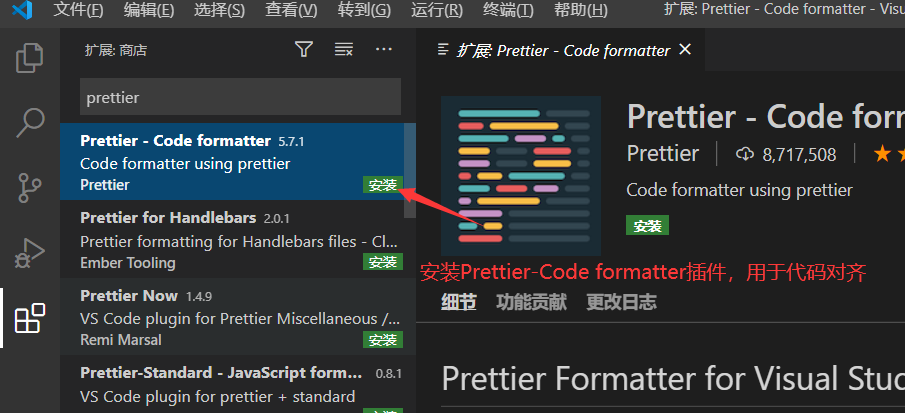 文件(F) 编辑(E) 选择(S) 查看(V) 转到(G) 运行(R) 终端(T) 帮助(H) 扩展: Prettier - Code formatter - Visu
扩展: 商店
prettier
Prettier - Code formatter 5.7.1
Code formatter using prettier
Prettier 安装
Prettier for Handlebars 2.0.1
Prettier formatting for Handlebars files - Cl...
Ember Tooling 安装
Prettier Now 1.4.9
VS Code plugin for Prettier Miscellaneous /...
Remi Marsal 安装
Prettier-Standard - JavaScript form... 0.8.1
VS Code plugin for prettier + standard
扩展: Prettier - Code formatter
Prettier - Code for
Prettier 8,717,508
Code formatter using prettier
安装
安装Prettier-Code formatter插件，用于代码对齐
细节 功能贡献 更改日志
Prettier Formatter for Visual Stud